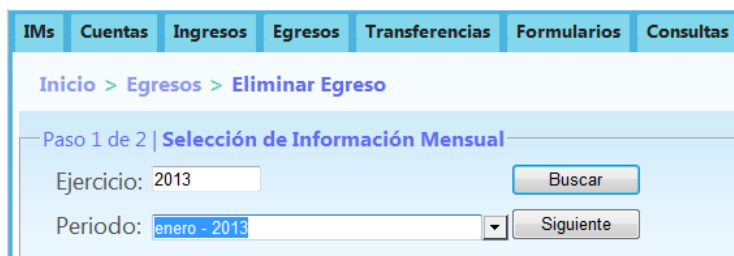 IMs Cuentas Ingresos Egresos Transferencias Formularios Consultas
Inicio > Egresos > Eliminar Egreso
Paso 1 de 2 | Selección de Información Mensual
Ejercicio: 2013 Buscar
Periodo: enero - 2013 Siguiente